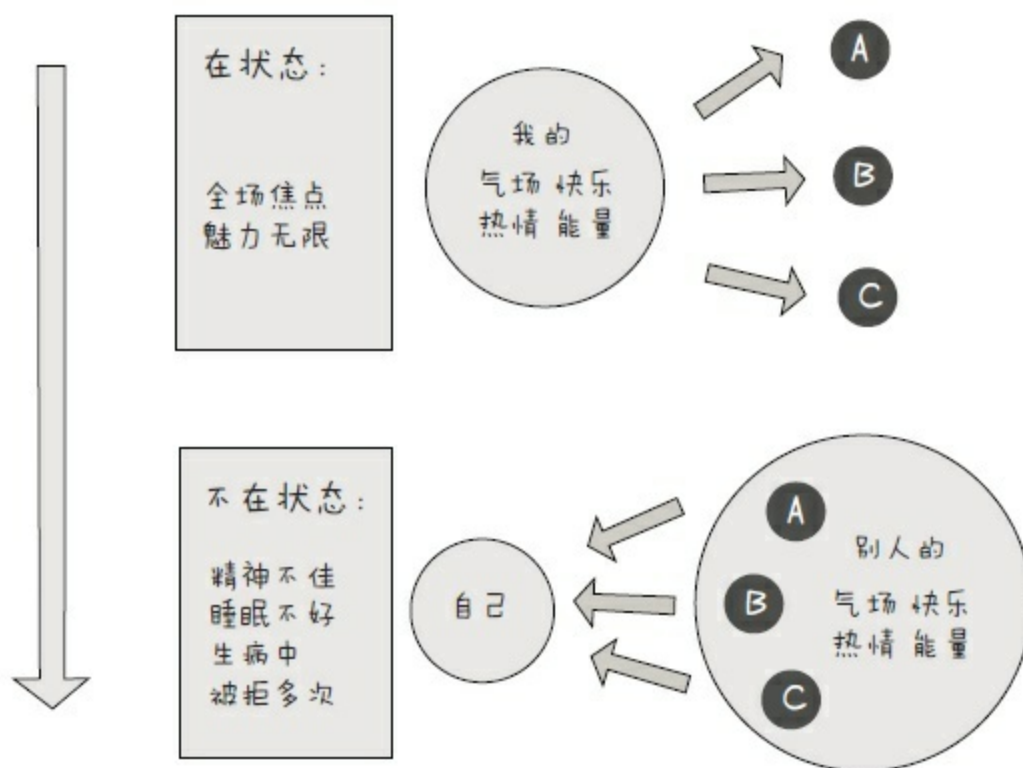 在状态:
全场焦点
魅力无限
我的
气场 快乐
热情 能量
A
B
C
不在状态:
精神不佳
睡眠不好
生病中
被拒多次
自己
A
B
C
别人的
气场 快乐
热情 能量